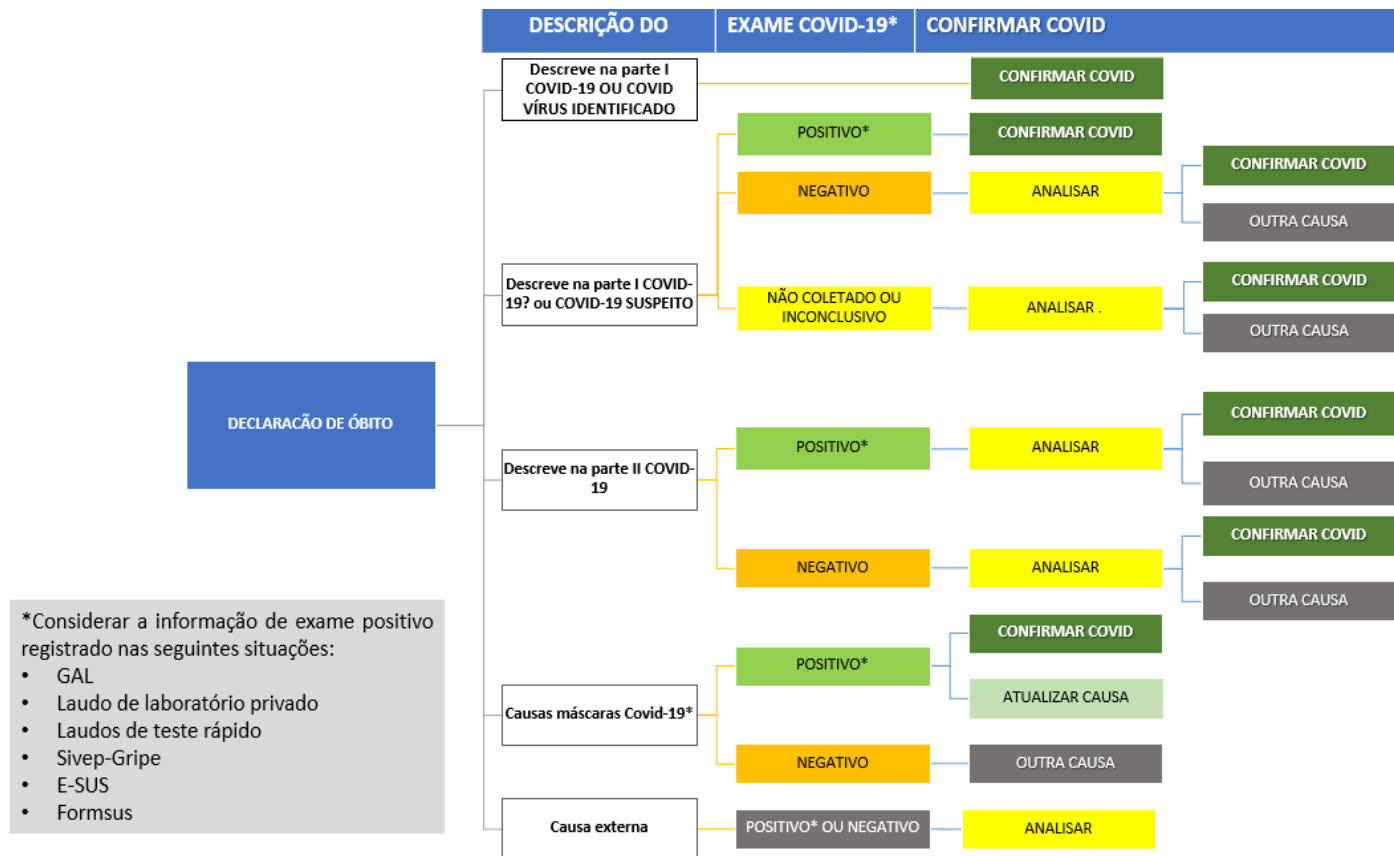 DESCRIÇÃO DO
EXAME COVID-19*
CONFIRMAR COVID
Descreve na parte I
COVID-19 OU COVID
VÍRUS IDENTIFICADO
CONFIRMAR COVID
POSITIVO*
CONFIRMAR COVID
NEGATIVO
ANALISAR
CONFIRMAR COVID
OUTRA CAUSA
Descreve na parte I COVID-
19? ou COVID-19 SUSPEITO
NÃO COLETADO OU
INCONCLUSIVO
ANALISAR .
CONFIRMAR COVID
OUTRA CAUSA
DECLARACÃO DE ÓBITO
Descreve na parte II COVID-
19
POSITIVO*
ANALISAR
CONFIRMAR COVID
OUTRA CAUSA
NEGATIVO
ANALISAR
CONFIRMAR COVID
OUTRA CAUSA
Causas máscaras Covid-19*
POSITIVO*
CONFIRMAR COVID
ATUALIZAR CAUSA
NEGATIVO
OUTRA CAUSA
Causa externa
POSITIVO* OU NEGATIVO
ANALISAR
*Considerar a informação de exame positivo
registrado nas seguintes situações:
• GAL
• Laudo de laboratório privado
• Laudos de teste rápido
• Sivep-Gripe
• E-SUS
• Formsus